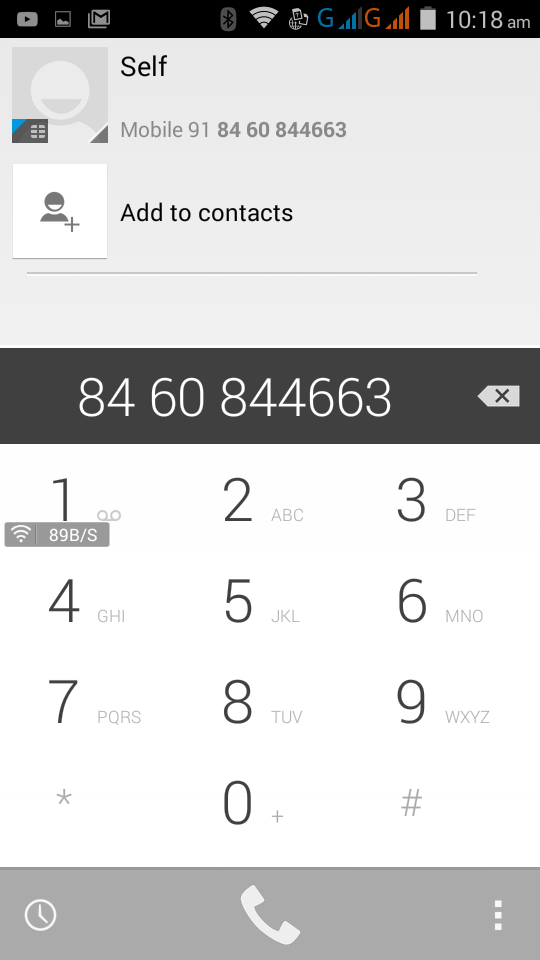 G G 10:18 am
Self
Mobile 91 84 60 844663
Add to contacts
84 60 844663
1 2 ABC 3 DEF
89B/S
4 GHI 5 JKL 6 MNO
7 PQRS 8 TUV 9 WXYZ
* 0 + #